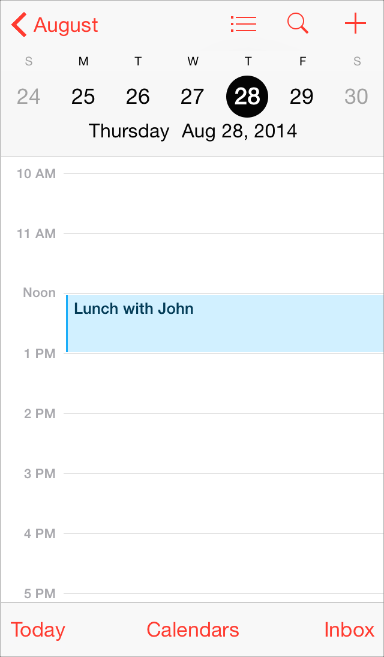 August
S M T W T F S
24 25 26 27 28 29 30
Thursday Aug 28, 2014
10 AM
11 AM
Noon
Lunch with John
1 PM
2 PM
3 PM
4 PM
5 PM
Today Calendars Inbox